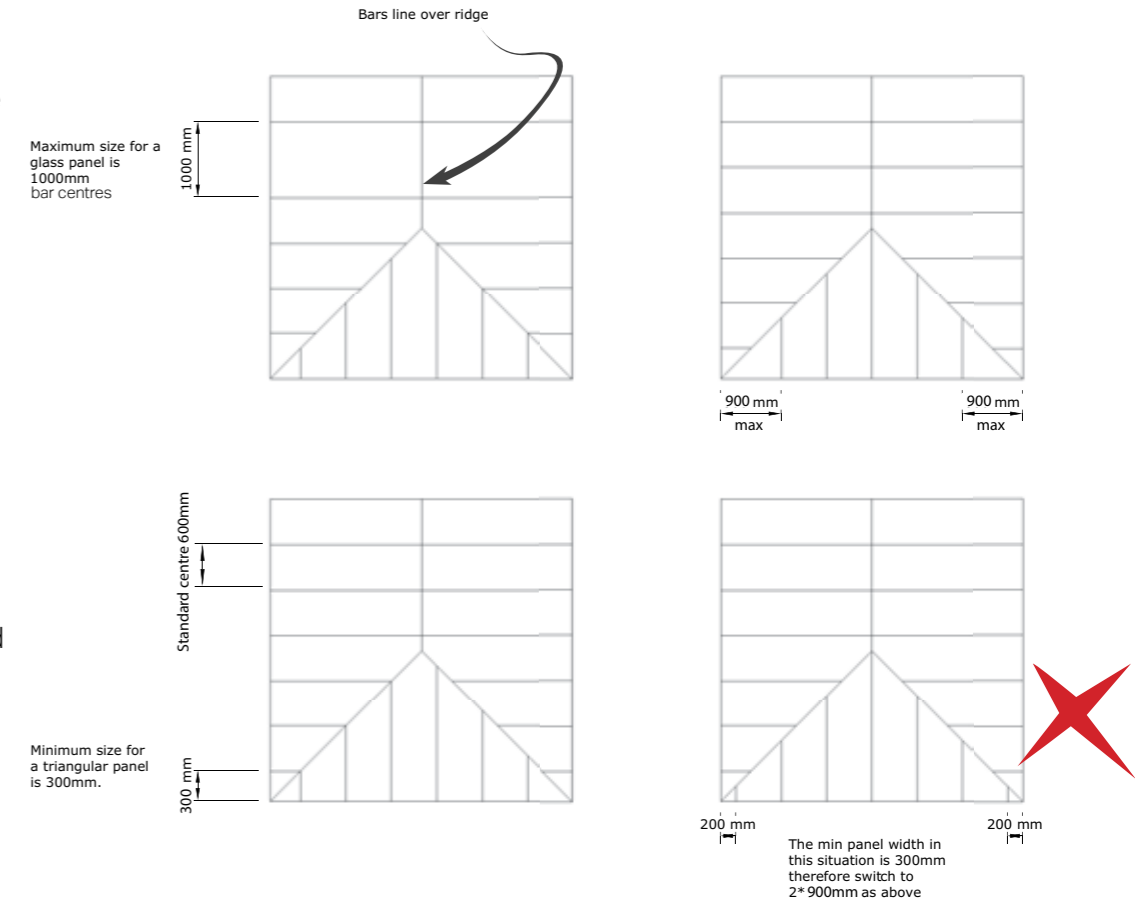 Bars line over ridge
Maximum size for a
glass panel is
1000mm
bar centres
1000 mm
900 mm
max
900 mm
max
Standard centre 600mm
Minimum size for
a triangular panel
is 300mm.
300 mm
200 mm
200 mm
The min panel width in
this situation is 300mm
therefore switch to
2*900mm as above